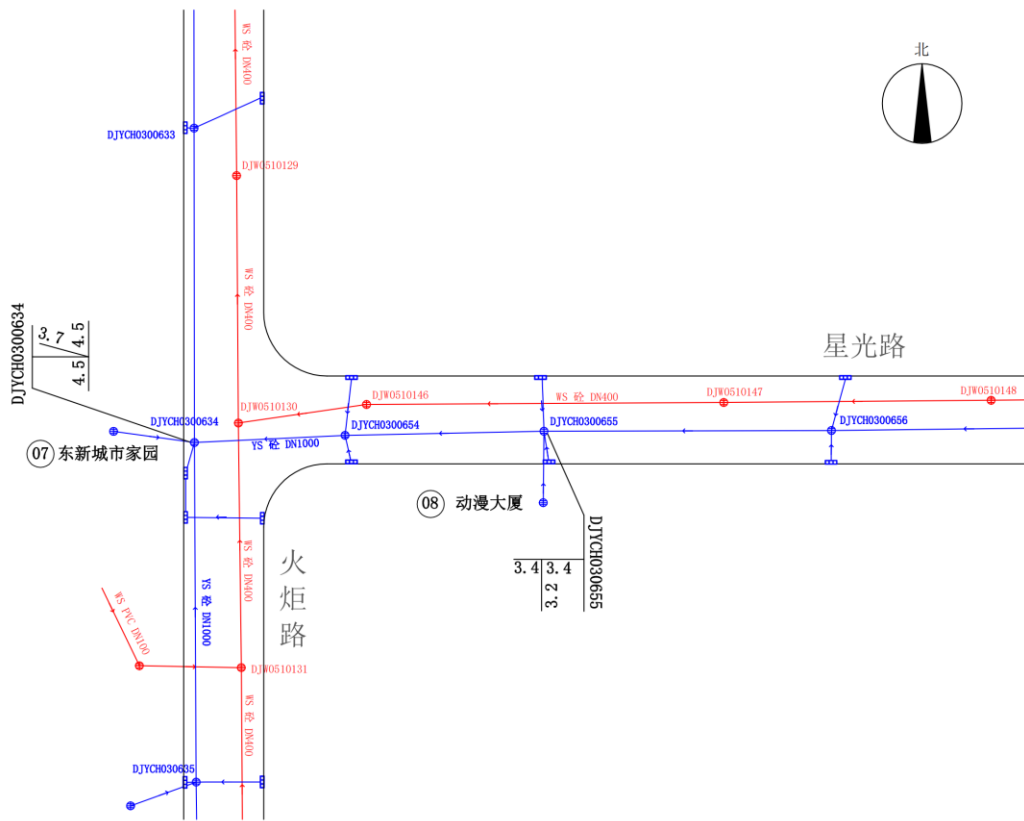 北
WS 砼 DN400
DJYCH0300633
DJW0510129
WS 砼 DN400
DJYCH0300634
3.7
4.5
4.5
星光路
DJYCH0300634
DJW0510130
DJW0510146
WS 砼 DN400
DJW0510147
DJW0510148
YS 砼 DN1000
DJYCH0300654
DJYCH0300655
DJYCH0300656
07 东新城市家园
08 动漫大厦
DJYCH030655
3.4
3.4
3.2
火炬路
WS 砼 DN400
YS 砼 DN1000
WS PVC DN100
DJW0510131
WS 砼 DN400
DJYCH030635